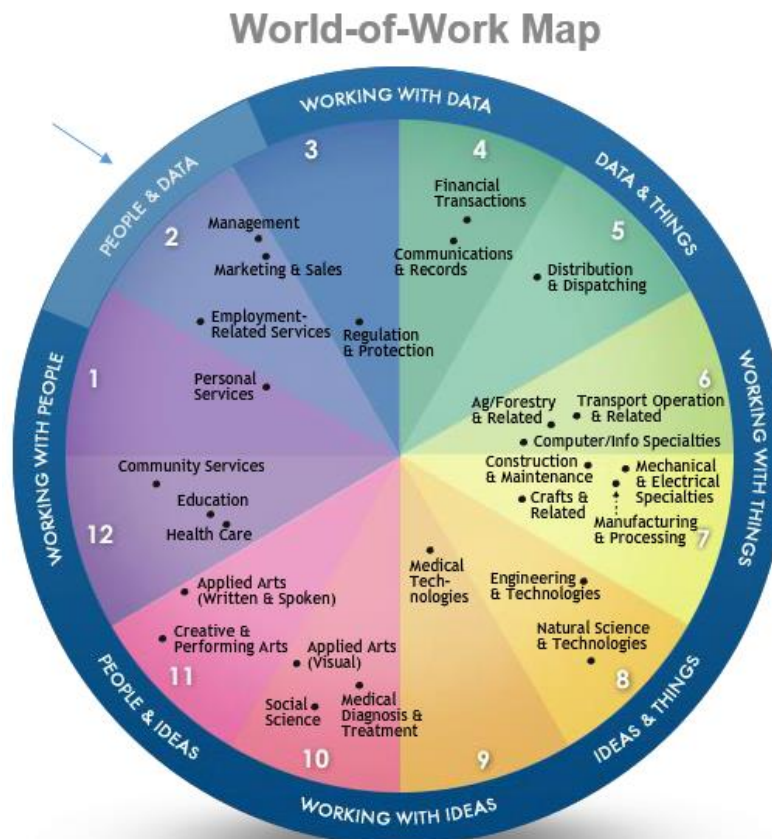 World-of-Work Map
WORKING WITH DATA
PEOPLE & DATA
DATA & THINGS
3
4
2
5
Financial
Transactions
Management
Communications
& Records
Marketing & Sales
Distribution
& Dispatching
Employment-
Related Services
Regulation
& Protection
WORKING WITH PEOPLE
WORKING WITH THINGS
1
6
Personal
Services
Ag/Forestry
& Related
Transport Operation
& Related
Computer/Info Specialties
Community Services
Construction
& Maintenance
Mechanical
& Electrical
Specialties
Education
Crafts &
Related
Health Care
Manufacturing
& Processing
12
7
Medical
Tech-
nologies
Applied Arts
(Written & Spoken)
Engineering
& Technologies
Creative &
Performing Arts
Applied Arts
(Visual)
Natural Science
& Technologies
11
8
Social
Science
Medical
Diagnosis &
Treatment
10
9
PEOPLE & IDEAS
IDEAS & THINGS
WORKING WITH IDEAS